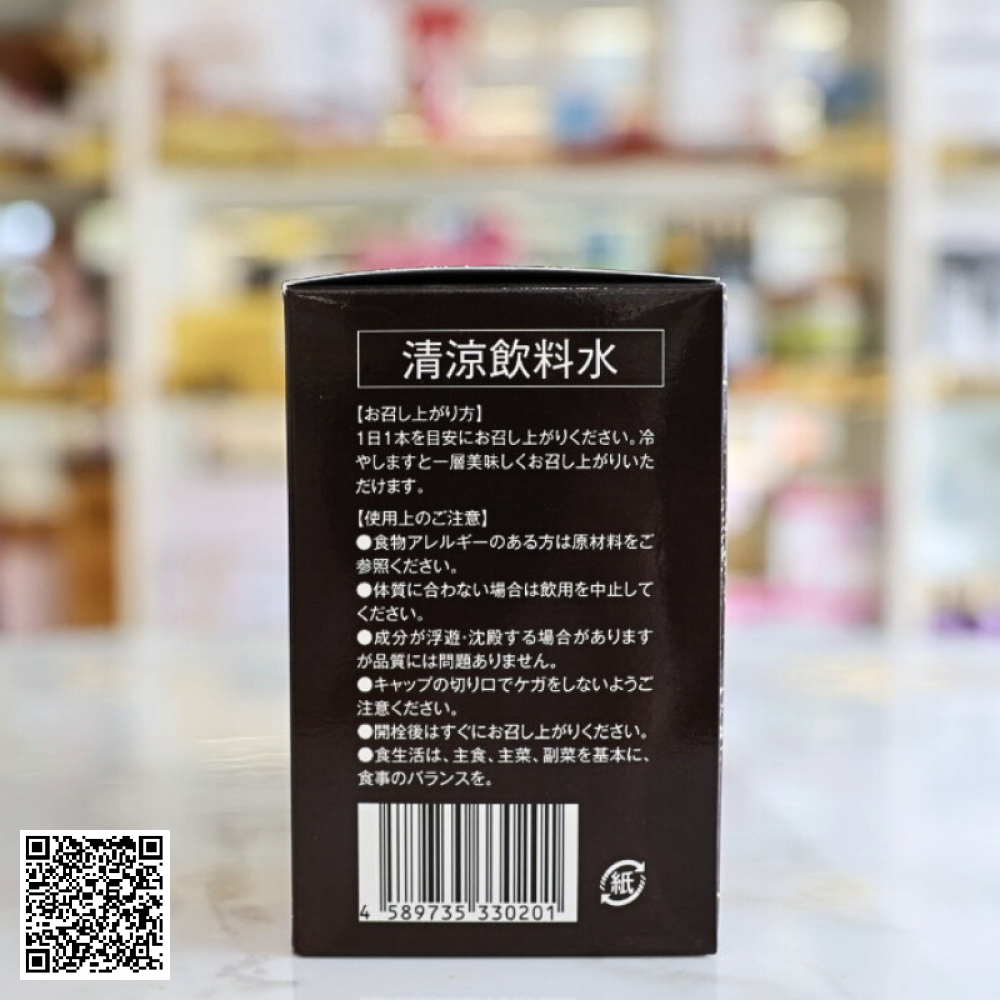 清涼飲料水
【お召し上がり方】
1日1本を目安にお召し上がりください。冷
やしますと一層美味しくお召し上がりいた
だけます。
【使用上のご注意】
●食物アレルギーのある方は原材料をご
参照ください。
●体質に合わない場合は飲用を中止して
ください。
●成分が浮遊・沈殿する場合があります
が品質には問題ありません。
●キャップの切り口でケガをしないようご
注意ください。
●開栓後はすぐにお召し上がりください。
●食生活は、主食、主菜、副菜を基本に、
食事のバランスを。
4 589735 330201
紙